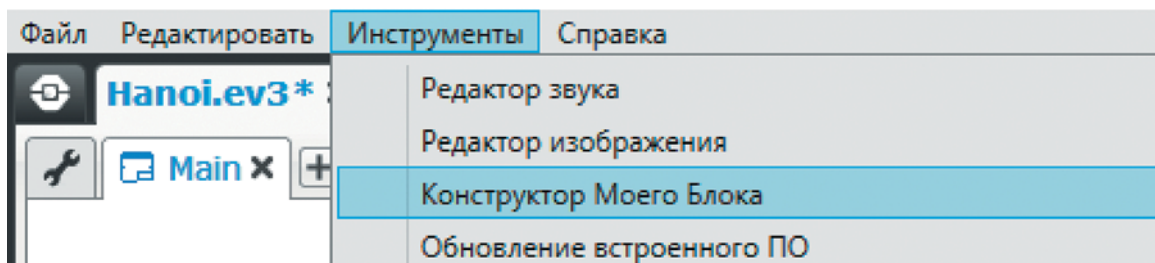 Файл Редактировать Инструменты Справка
Hanoi.ev3*
Редактор звука
Редактор изображения
Main
Конструктор Моего Блока
Обновление встроенного ПО